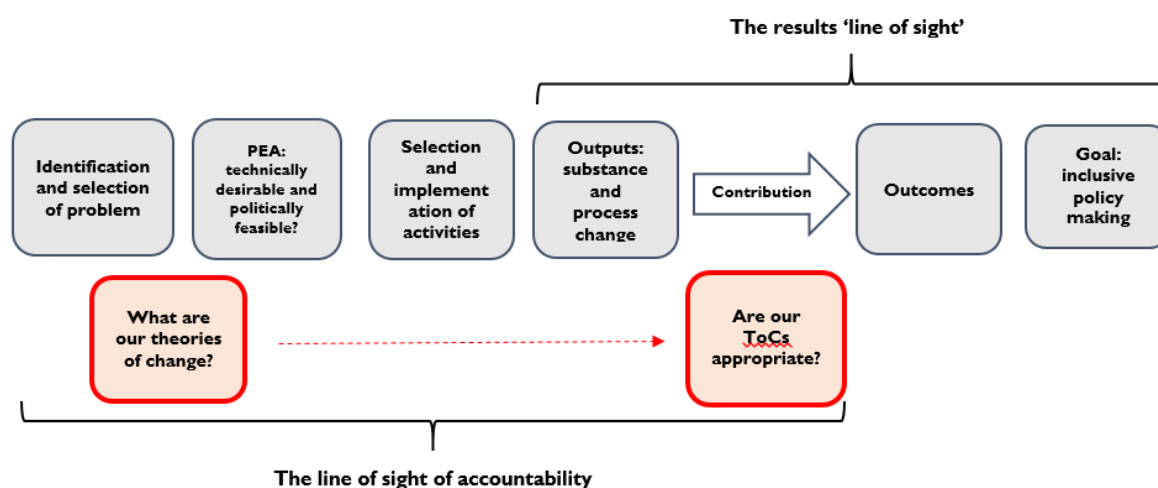 The results ‘line of sight’
Identification
and selection
of problem
PEA:
technically
desirable and
politically
feasible?
Selection
and
implement
ation of
activities
Outputs:
substance
and
process
change
Contribution
Outcomes
Goal:
inclusive
policy
making
What are
our theories
of change?
Are our
ToCs
appropriate?
The line of sight of accountability